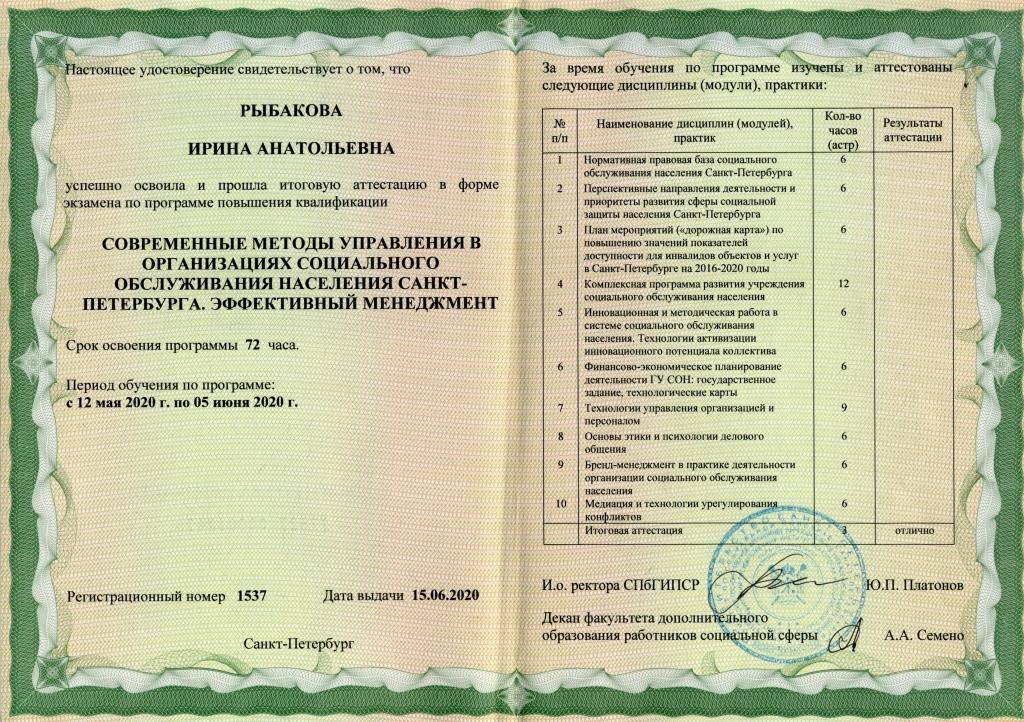 Настоящее удостоверение свидетельствует о том, что
РЫБАКОВА
ИРИНА АНАТОЛЬЕВНА
успешно освоила и прошла итоговую аттестацию в форме
экзамена по программе повышения квалификации
СОВРЕМЕННЫЕ МЕТОДЫ УПРАВЛЕНИЯ В
ОРГАНИЗАЦИЯХ СОЦИАЛЬНОГО
ОБСЛУЖИВАНИЯ НАСЕЛЕНИЯ САНКТ-
ПЕТЕРБУРГА. ЭФФЕКТИВНЫЙ МЕНЕДЖМЕНТ
Срок освоения программы 72 часа.
Период обучения по программе:
с 12 мая 2020 г. по 05 июня 2020 г.
Регистрационный номер 1537 Дата выдачи 15.06.2020
Санкт-Петербург
За время обучения по программе изучены и аттестованы
следующие дисциплины (модули), практики:
№ п/п Наименование дисциплин (модулей), практик Кол-во часов (астр) Результаты аттестации
1 Нормативная правовая база социального 6
обслуживания населения Санкт-Петербурга
2 Перспективные направления деятельности и 6
приоритеты развития сферы социальной
защиты населения Санкт-Петербурга
3 План мероприятий («дорожная карта») по 6
повышению значений показателей
доступности для инвалидов объектов и услуг
в Санкт-Петербурге на 2016-2020 годы
4 Комплексная программа развития учреждения 12
социального обслуживания населения
5 Инновационная и методическая работа в 6
системе социального обслуживания
населения. Технологии активизации
инновационного потенциала коллектива
6 Финансово-экономическое планирование 6
деятельности ГУ СОН: государственное
задание, технологические карты
7 Технологии управления организацией и 9
персоналом
8 Основы этики и психологии делового 6
общения
9 Бренд-менеджмент в практике деятельности 6
организации социального обслуживания
населения
10 Медиация и технологии урегулирования 6
конфликтов
Итоговая аттестация 3 отлично
И.о. ректора СПбГИПСР Ю.П. Платонов
Декан факультета дополнительного
образования работников социальной сферы А.А. Семено